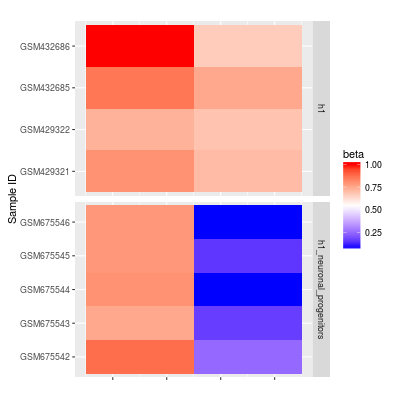 Sample ID
GSM432686
GSM432685
GSM429322
GSM429321
h1
GSM675546
GSM675545
GSM675544
GSM675543
GSM675542
h1_neuronal_progenitors
beta
1.00
0.75
0.50
0.25